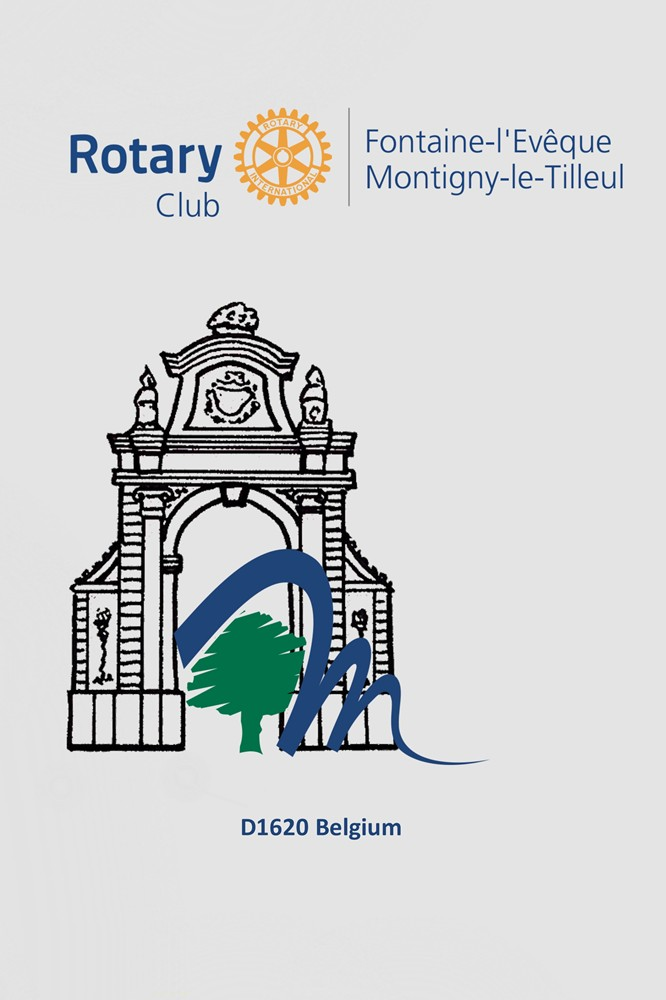 Rotary
Club
ROTARY
INTERNATIONAL
Fontaine-l'Evêque
Montigny-le-Tilleul
D1620 Belgium